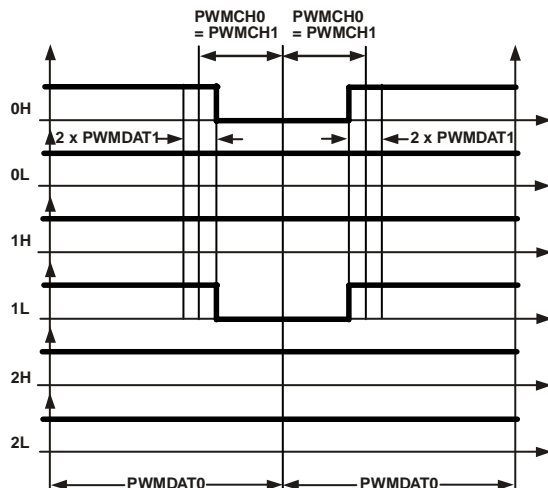 PWMCH0 PWMCH0
= PWMCH1 = PWMCH1
0H
2 x PWMDAT1 2 x PWMDAT1
0L
1H
1L
2H
2L
PWMDAT0 PWMDAT0